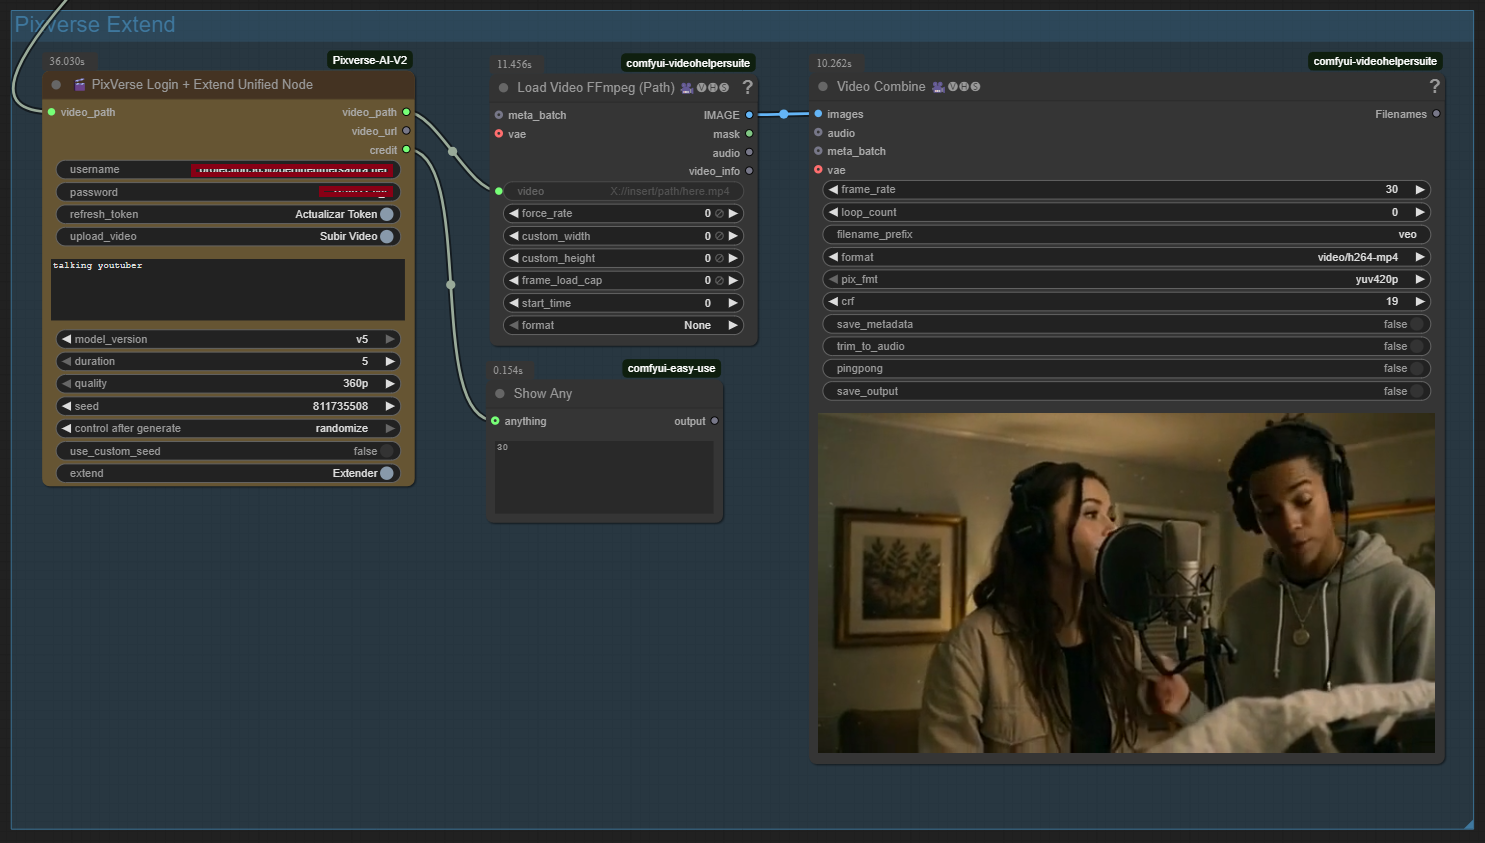 Pixverse Extend
36.030s
Pixverse-AI-V2
PixVerse Login + Extend Unified Node
video_path
video_path
video_url
credit
username
password
refresh_token Actualizar Token
upload_video Subir Video
talking youtuber
model_version v5
duration 5
quality 360p
seed 811735508
control after generate randomize
use_custom_seed false
extend Extender
11.456s
comfyui-videohelpersuite
Load Video FFmpeg (Path) VHS ?
meta_batch IMAGE
vae mask
audio
video_info
video X://insert/path/here.mp4
force_rate 0
custom_width 0
custom_height 0
frame_load_cap 0
start_time 0
format None
0.154s
comfyui-easy-use
Show Any
anything output
30
10.262s
comfyui-videohelpersuite
Video Combine VHS ?
images Filenames
audio
meta_batch
vae
frame_rate 30
loop_count 0
filename_prefix veo
format video/h264-mp4
pix_fmt yuv420p
crf 19
save_metadata false
trim_to_audio false
pingpong false
save_output false